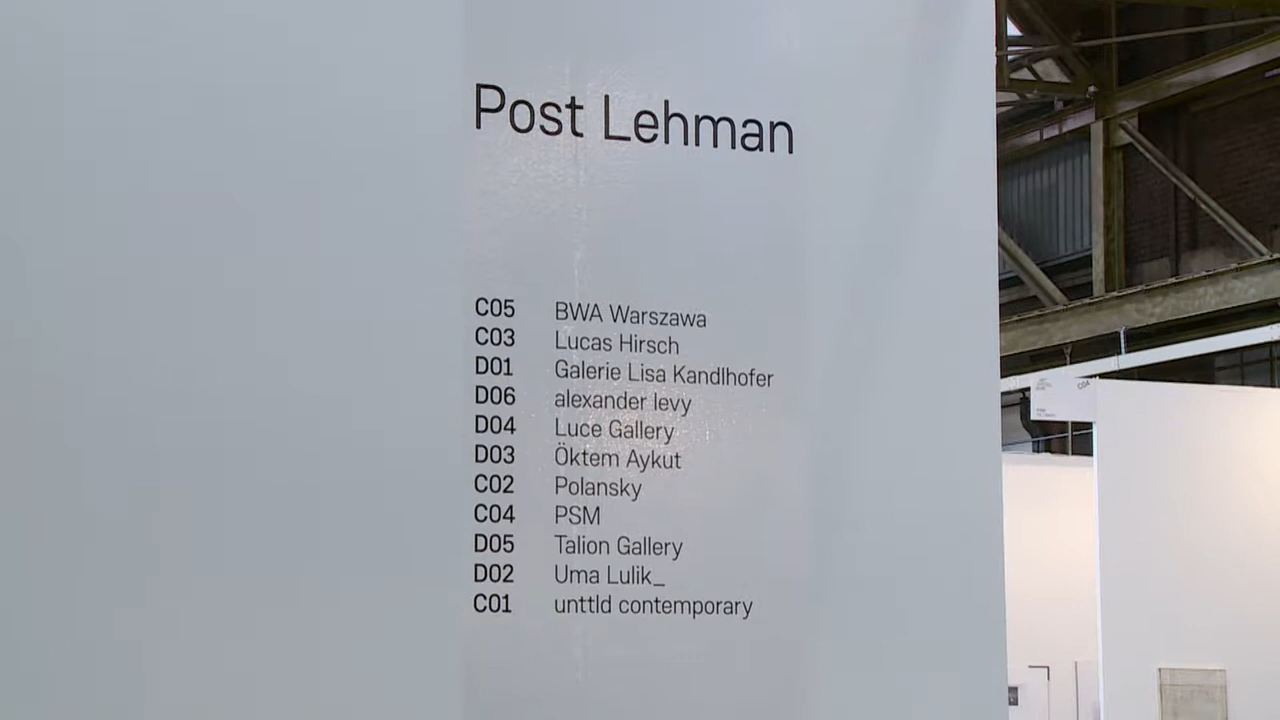 Post Lehman
C05 BWA Warszawa
C03 Lucas Hirsch
D01 Galerie Lisa Kandlhofer
D06 alexander levy
D04 Luce Gallery
D03 Öktem Aykut
C02 Polansky
C04 PSM
D05 Talion Gallery
D02 Uma Lulik_
C01 unttld contemporary
C04